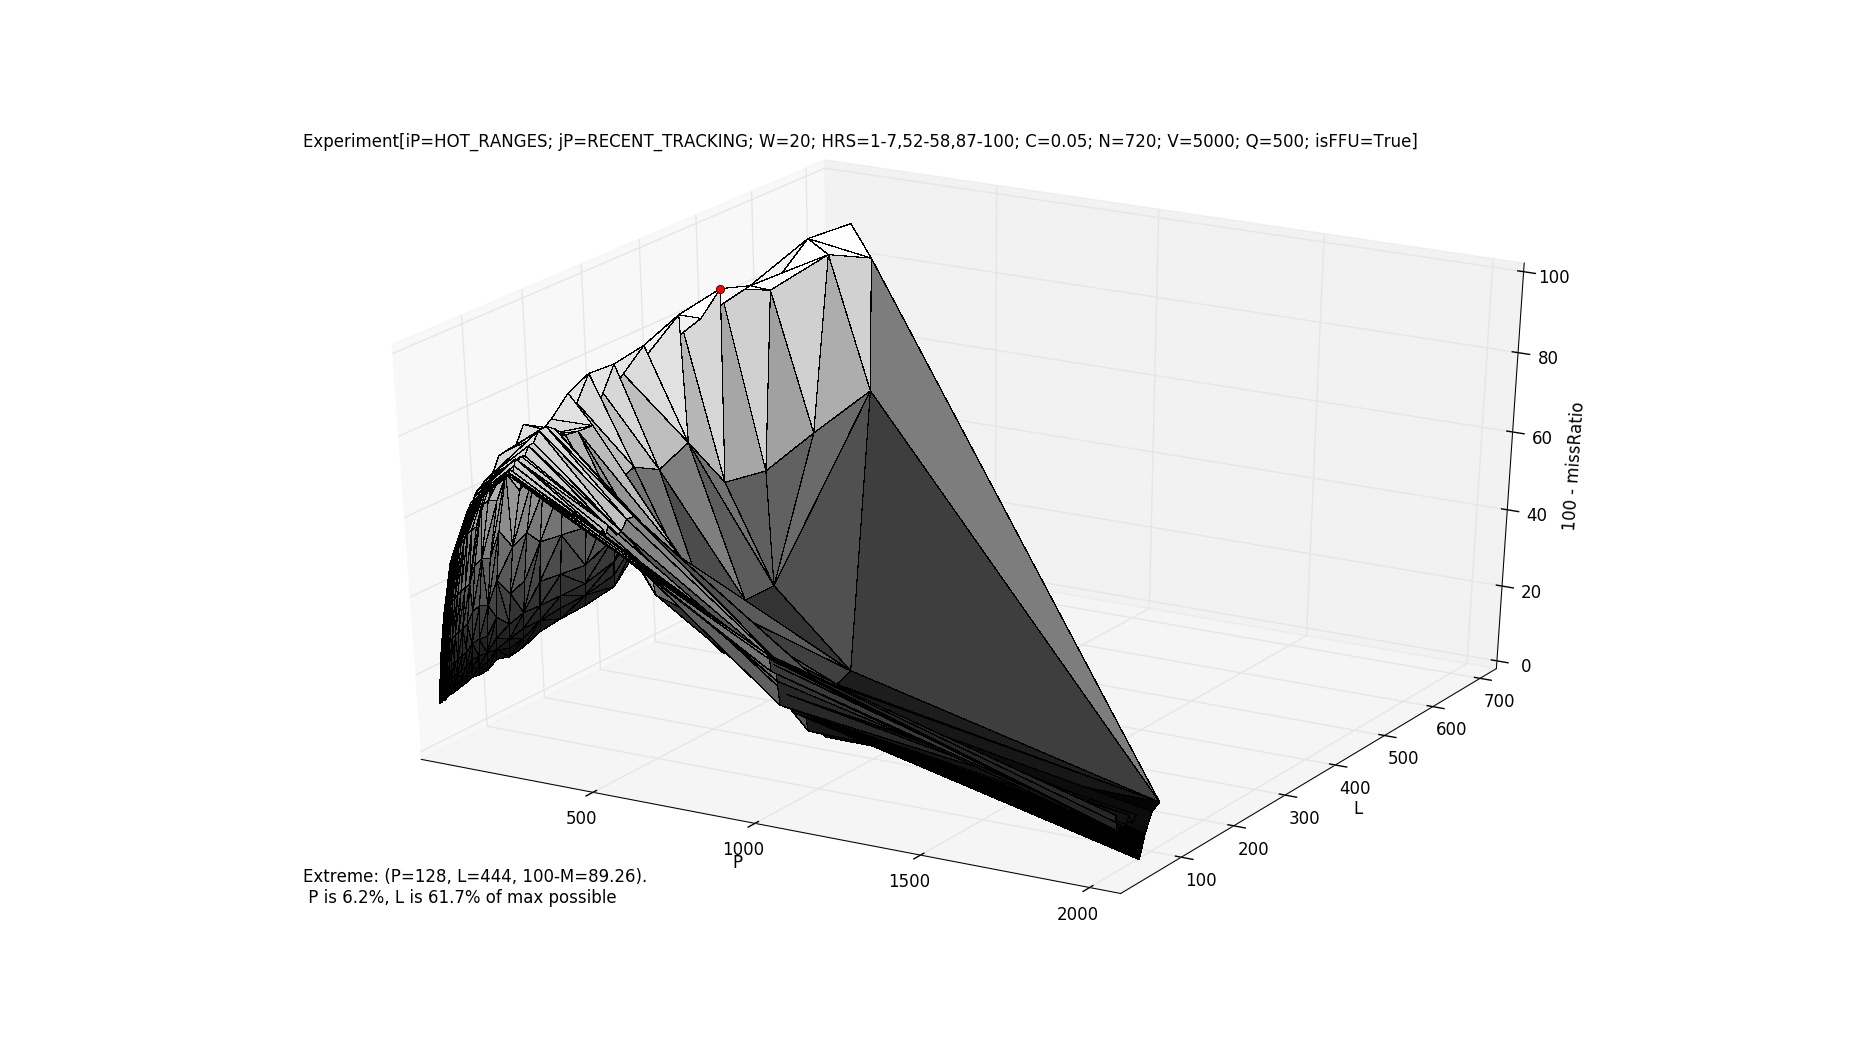 Experiment[iP=HOT_RANGES; jP=RECENT_TRACKING; W=20; HRS=1-7,52-58,87-100; C=0.05; N=720; V=5000; Q=500; isFFU=True]
100
80
60
40
20
0
100 - missRatio
700
600
500
400
300
200
100
L
500
1000
1500
2000
P
Extreme: (P=128, L=444, 100-M=89.26).
P is 6.2%, L is 61.7% of max possible